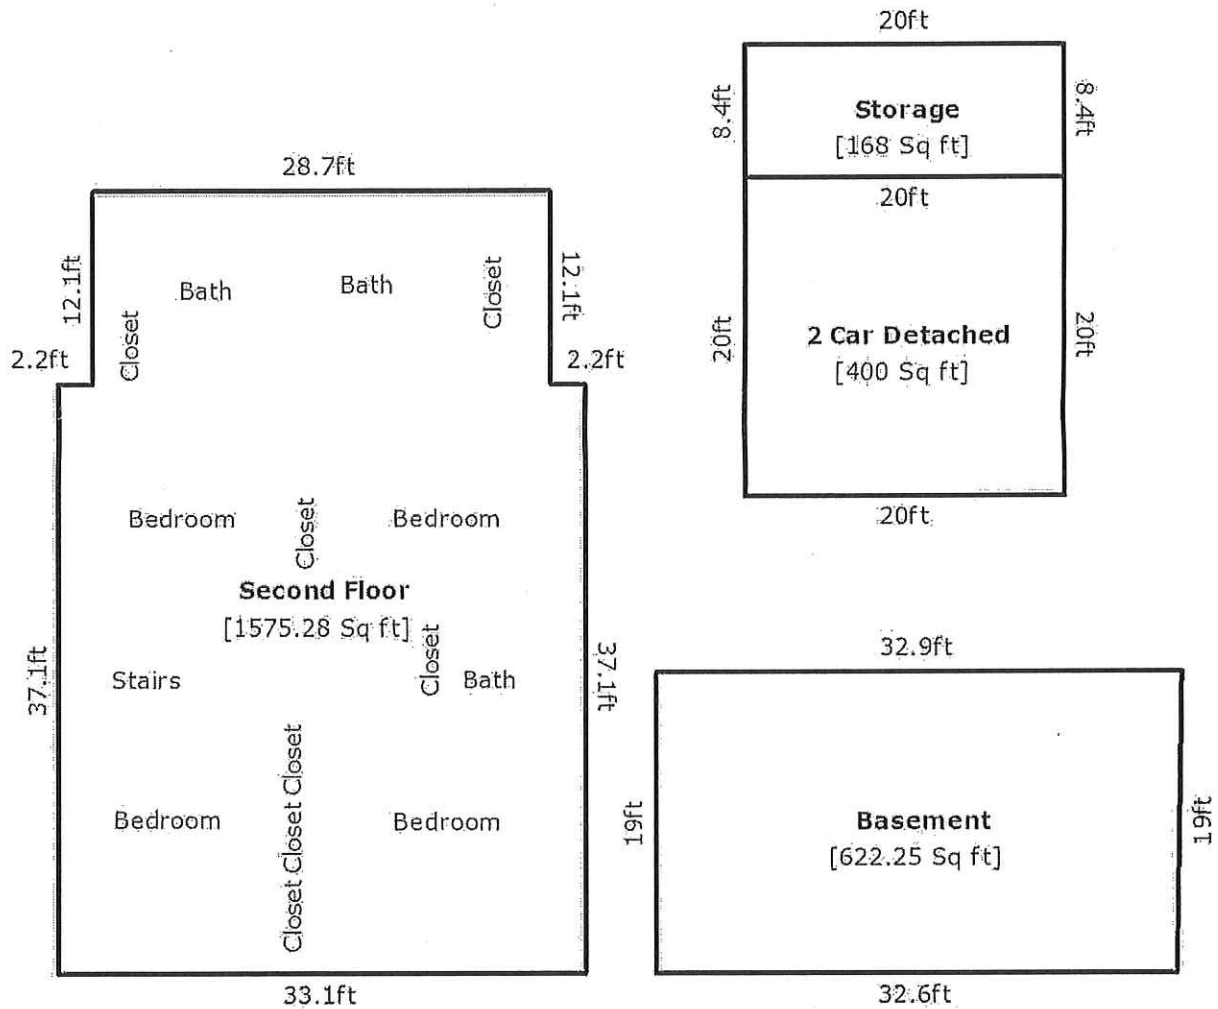 28.7ft
12.1ft
12.1ft
Bath
Bath
Closet
Closet
2.2ft
2.2ft
Bedroom
Closet
Bedroom
Second Floor
[1575.28 Sq ft]
37.1ft
37.1ft
Stairs
Closet
Bath
Closet Closet Closet
Bedroom
Bedroom
33.1ft
20ft
8.4ft
8.4ft
Storage
[168 Sq ft]
20ft
20ft
20ft
2 Car Detached
[400 Sq ft]
20ft
32.9ft
19ft
19ft
Basement
[622.25 Sq ft]
32.6ft